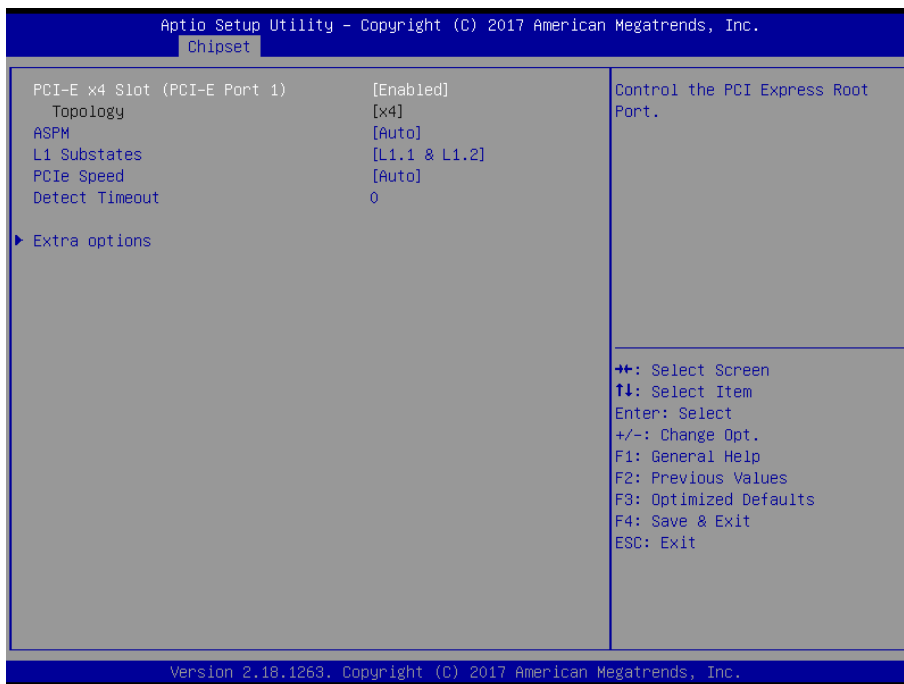 Aptio Setup Utility – Copyright (C) 2017 American Megatrends, Inc.
Chipset
PCI-E x4 Slot (PCI-E Port 1) [Enabled]
Topology [x4]
ASPM [Auto]
L1 Substates [L1.1 & L1.2]
PCIe Speed [Auto]
Detect Timeout 0
▶ Extra options
Control the PCI Express Root
Port.
→←: Select Screen
↑↓: Select Item
Enter: Select
+/-: Change Opt.
F1: General Help
F2: Previous Values
F3: Optimized Defaults
F4: Save & Exit
ESC: Exit
Version 2.18.1263. Copyright (C) 2017 American Megatrends, Inc.